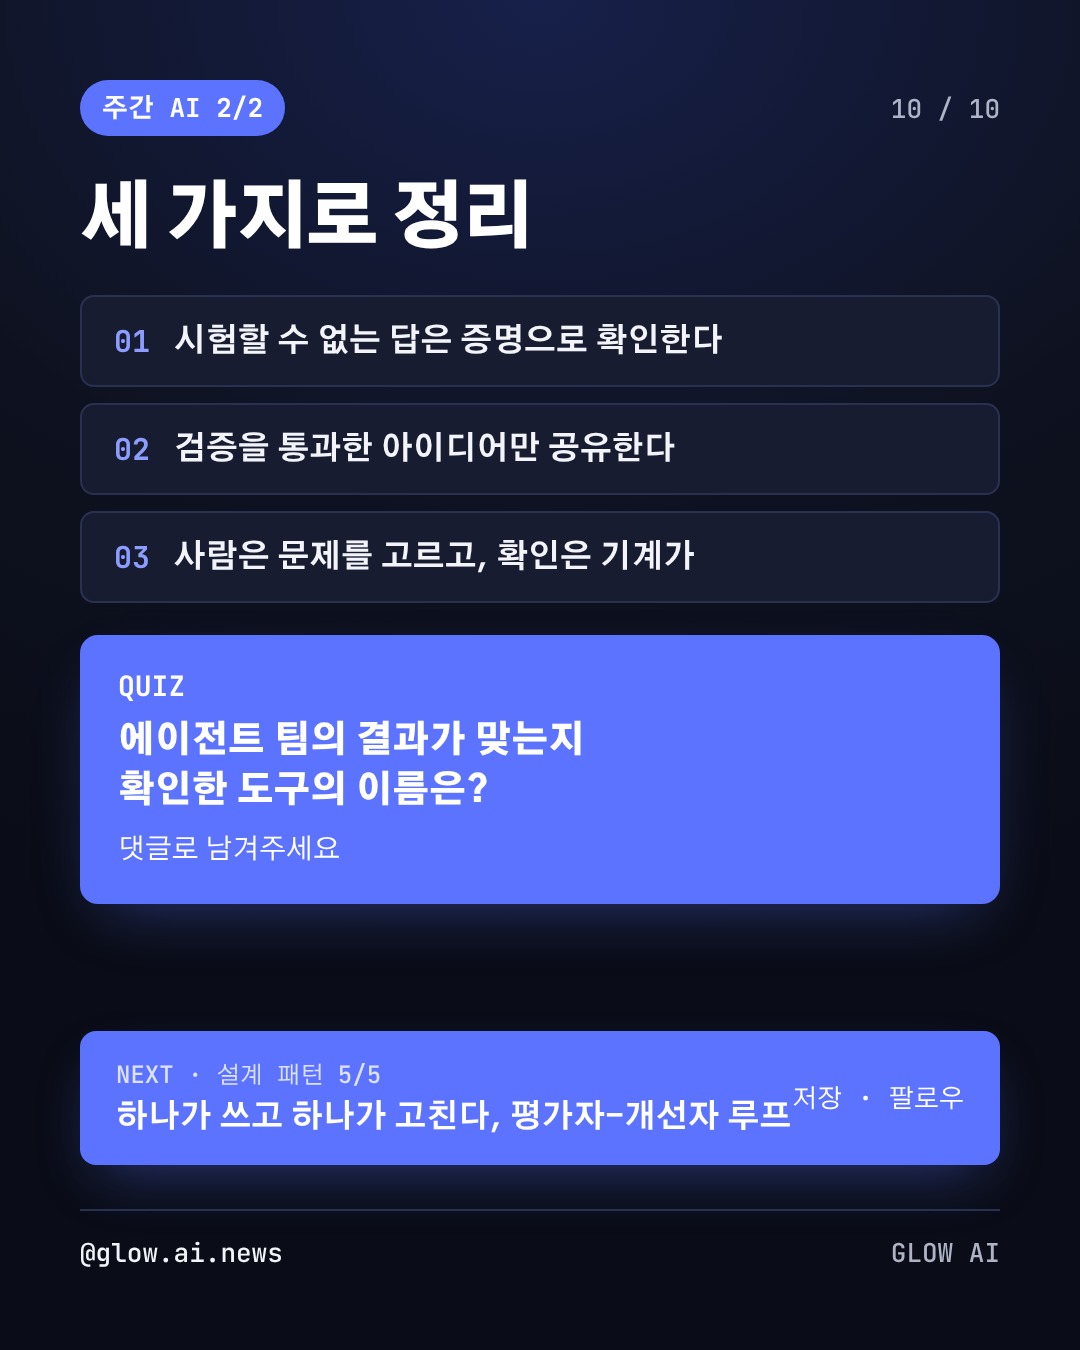 주간 AI 2/2
10 / 10
세 가지로 정리
01 시험할 수 없는 답은 증명으로 확인한다
02 검증을 통과한 아이디어만 공유한다
03 사람은 문제를 고르고, 확인은 기계가
QUIZ
에이전트 팀의 결과가 맞는지
확인한 도구의 이름은?
댓글로 남겨주세요
NEXT · 설계 패턴 5/5
하나가 쓰고 하나가 고친다, 평가자-개선자 루프
저장 · 팔로우
@glow.ai.news
GLOW AI